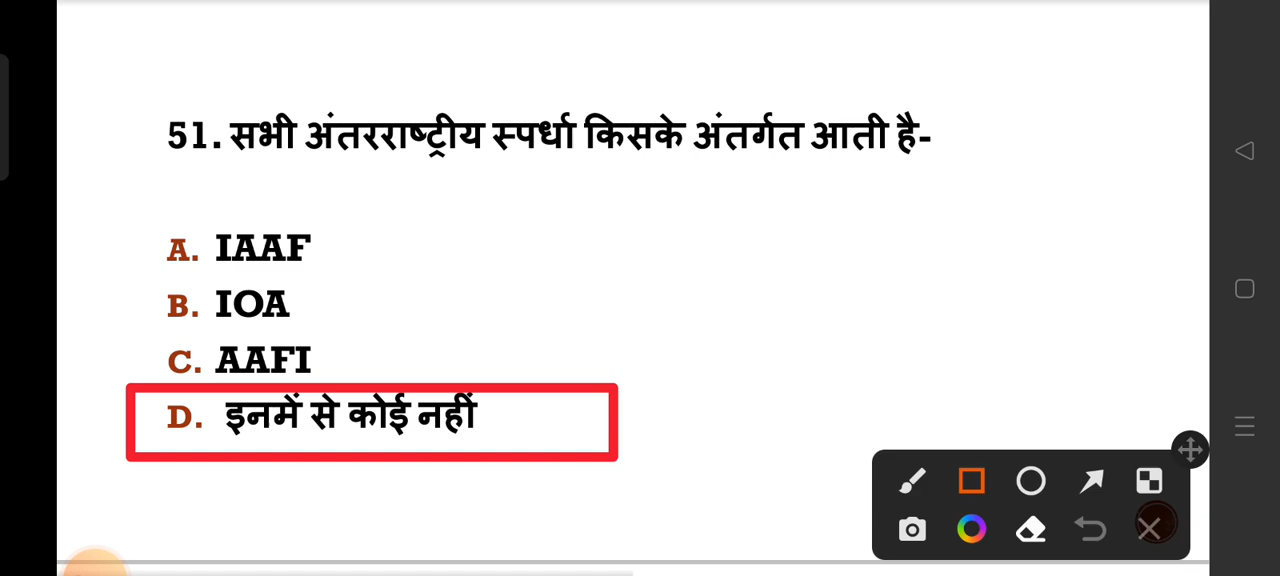 51. सभी अंतरराष्ट्रीय स्पर्धा किसके अंतर्गत आती है-
A. IAAF
B. IOA
C. AAFI
D. इनमें से कोई नहीं